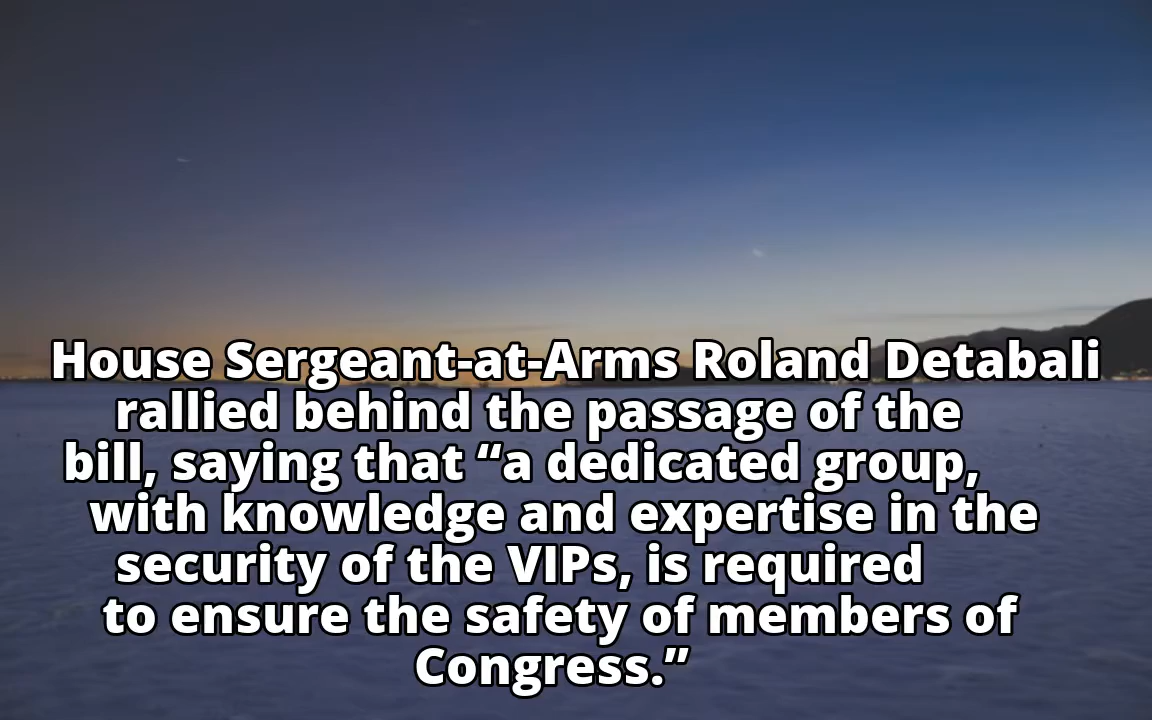 House Sergeant-at-Arms Roland Detabali
rallied behind the passage of the
bill, saying that “a dedicated group,
with knowledge and expertise in the
security of the VIPs, is required
to ensure the safety of members of
Congress.”